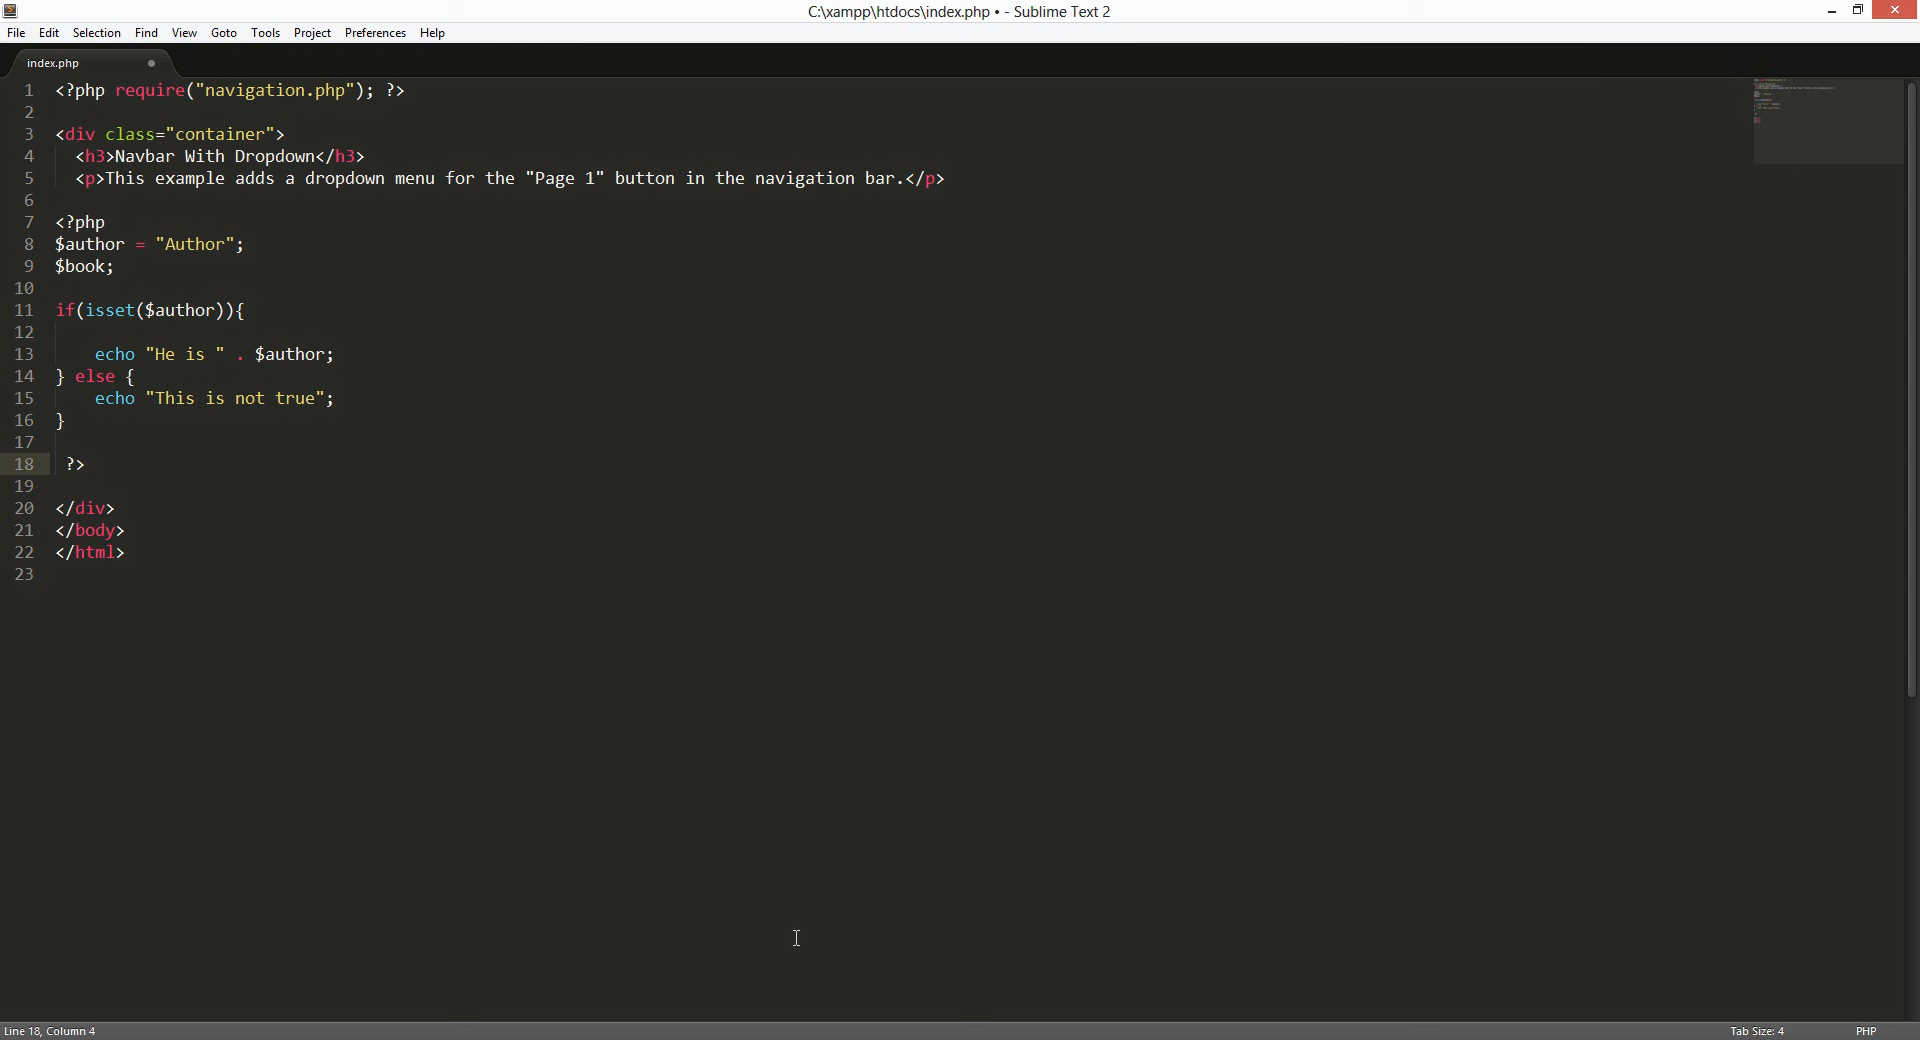 C:\xampp\htdocs\index.php • - Sublime Text 2
File Edit Selection Find View Goto Tools Project Preferences Help
index.php
1 <?php require("navigation.php"); ?>
2
3 <div class="container">
4   <h3>Navbar With Dropdown</h3>
5   <p>This example adds a dropdown menu for the "Page 1" button in the navigation bar.</p>
6
7 <?php
8 $author = "Author";
9 $book;
10
11 if(isset($author)){
12
13     echo "He is " . $author;
14 } else {
15     echo "This is not true";
16 }
17
18  ?>
19
20 </div>
21 </body>
22 </html>
23
Line 18, Column 4 Tab Size: 4 PHP